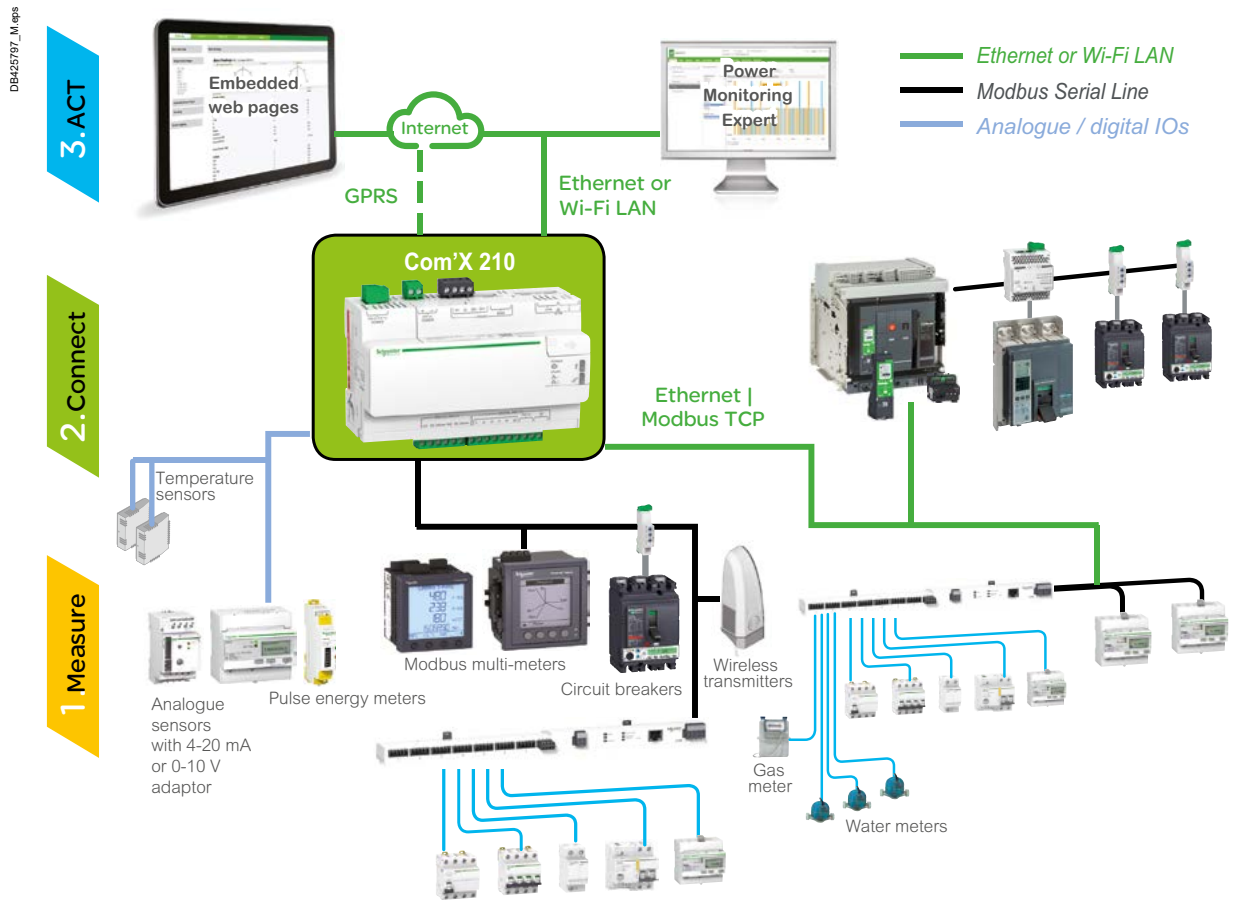 DB425797_M.eps
3. ACT
Embedded
web pages
Internet
Power
Monitoring
Expert
Ethernet or Wi-Fi LAN
Modbus Serial Line
Analogue / digital IOs
GPRS
Ethernet or
Wi-Fi LAN
2. Connect
Com'X 210
Schneider
Ethernet |
Modbus TCP
Temperature
sensors
1. Measure
Analogue
sensors
with 4-20 mA
or 0-10 V
adaptor
Pulse energy meters
Modbus multi-meters
Circuit breakers
Wireless
transmitters
Gas
meter
Water meters